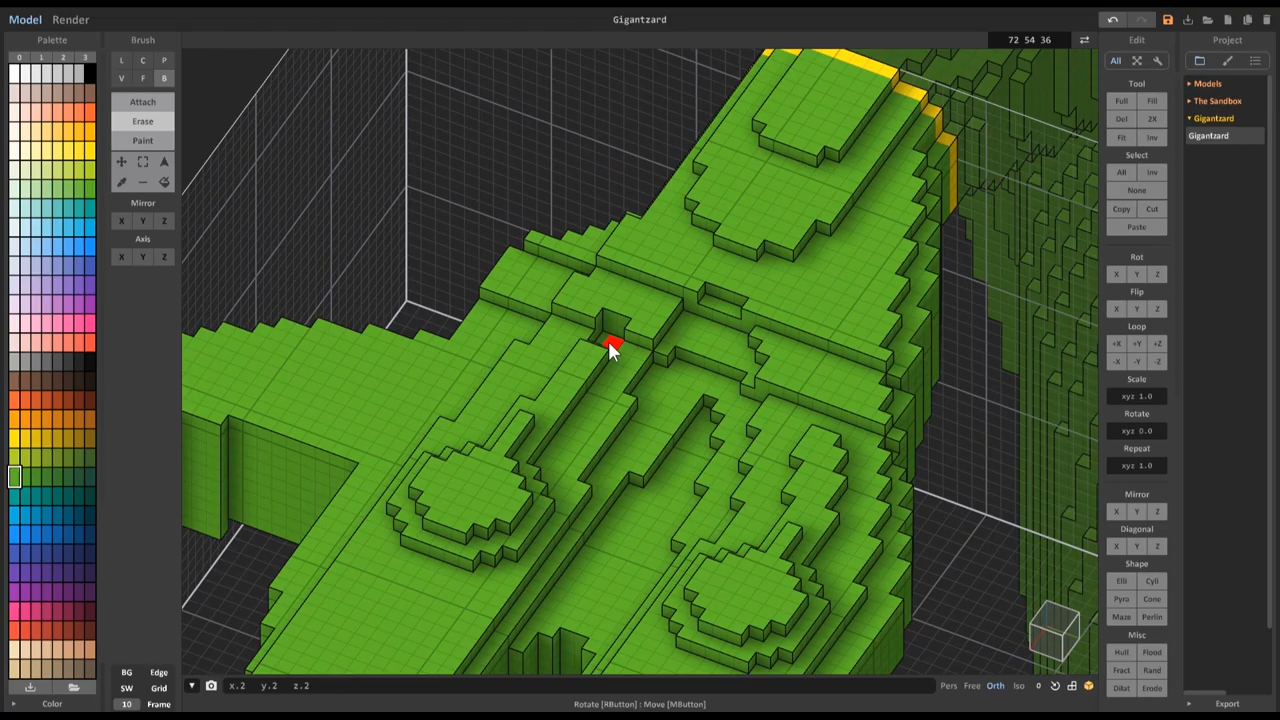 Model Render
Gigantzard
Palette
Brush
72 54 36
Edit
Project
0 1 2 3
L C P
V F B
Attach
Erase
Paint
Mirror
X Y Z
Axis
X Y Z
All
Tool
Full Fill
Del 2X
Fit Inv
Select
All Inv
None
Copy Cut
Paste
Rot
X Y Z
Flip
X Y Z
Loop
+X +Y +Z
-X -Y -Z
Scale
xyz 1.0
Rotate
xyz 0.0
Repeat
xyz 1.0
Mirror
X Y Z
Diagonal
X Y Z
Shape
Elli Cyli
Pyra Cone
Maze Perlin
Misc
Hull Flood
Fract Rand
Dilat Erode
Models
The Sandbox
Gigantzard
Gigantzard
BG Edge
SW Grid
10 Frame
Color
x.2 y.2 z.2
Pers Free Orth Iso 0
Rotate [RButton] : Move [MButton]
Export